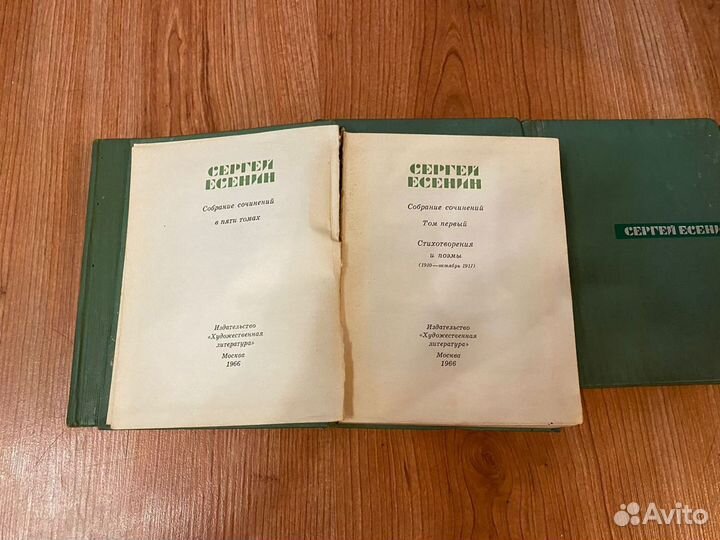 СЕРГЕЙ
ЕСЕНИН
Собрание сочинений
в пяти томах
Издательство
«Художественная
литература»
Москва
1966
СЕРГЕЙ
ЕСЕНИН
Собрание сочинений
Том первый
Стихотворения
и поэмы
(1910—октябрь 1917)
Издательство
«Художественная
литература»
Москва
1966
СЕРГЕЙ ЕСЕНИ
Avito